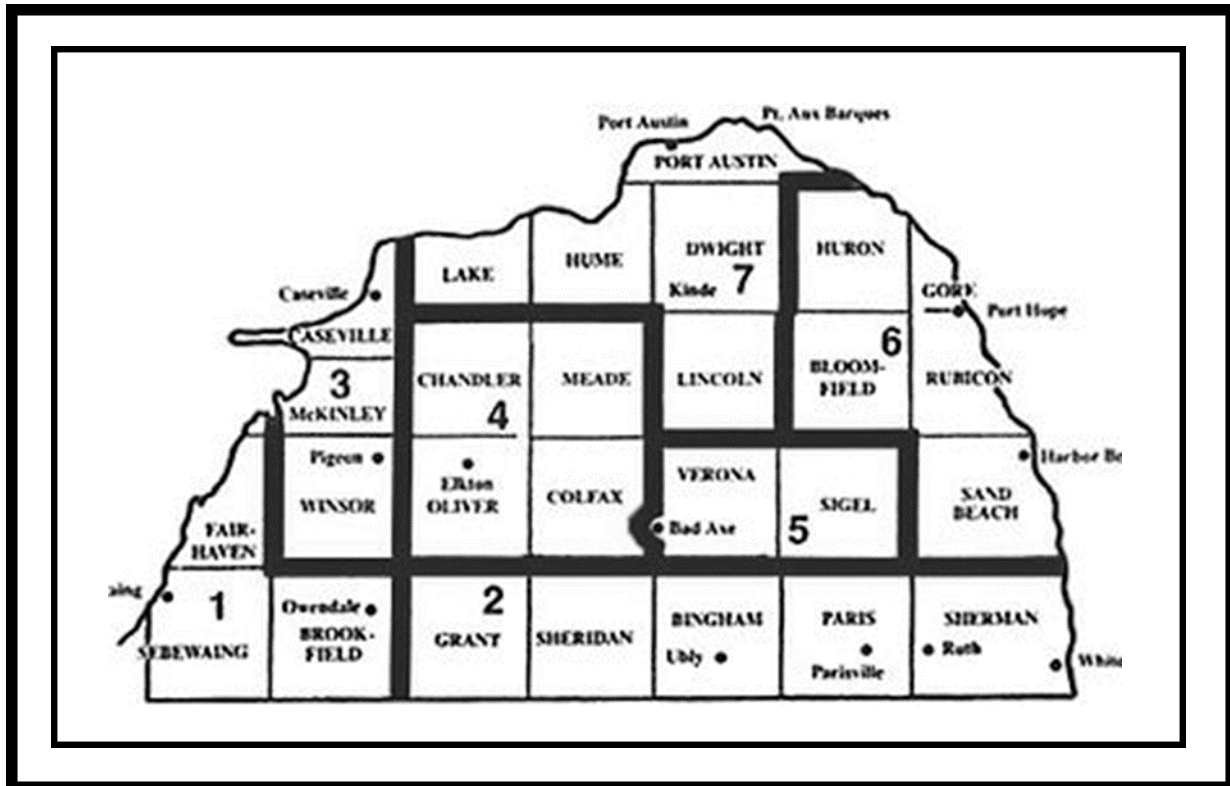 Port Austin
Pt. Aux Barques
PORT AUSTIN
LAKE
HUME
DWIGHT
Kinde
7
HURON
Caseville
GORE
Port Hope
CASEVILLE
3
McKINLEY
CHANDLER
4
MEADE
LINCOLN
6
BLOOM-
FIELD
RUBICON
Pigeon
WINSOR
Elkton
OLIVER
COLFAX
VERONA
Bad Axe
5
SIGEL
Harbor Be
SAND
BEACH
FAIR-
HAVEN
aing
1
SEBEWAING
Owendale
BROOK-
FIELD
2
GRANT
SHERIDAN
BINGHAM
Ubly
PARIS
Parisville
SHERMAN
Ruth
White